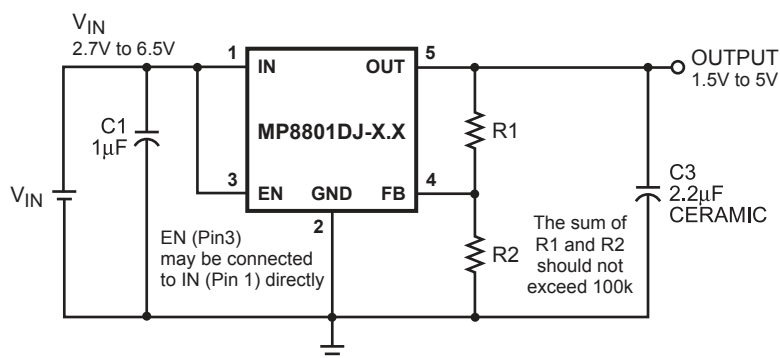 VIN
2.7V to 6.5V
1
IN
OUT
5
OUTPUT
1.5V to 5V
C1
1µF
MP8801DJ-X.X
R1
VIN
3
EN
GND
FB
4
2
C3
2.2µF
CERAMIC
EN (Pin3)
may be connected
to IN (Pin 1) directly
R2
The sum of
R1 and R2
should not
exceed 100k